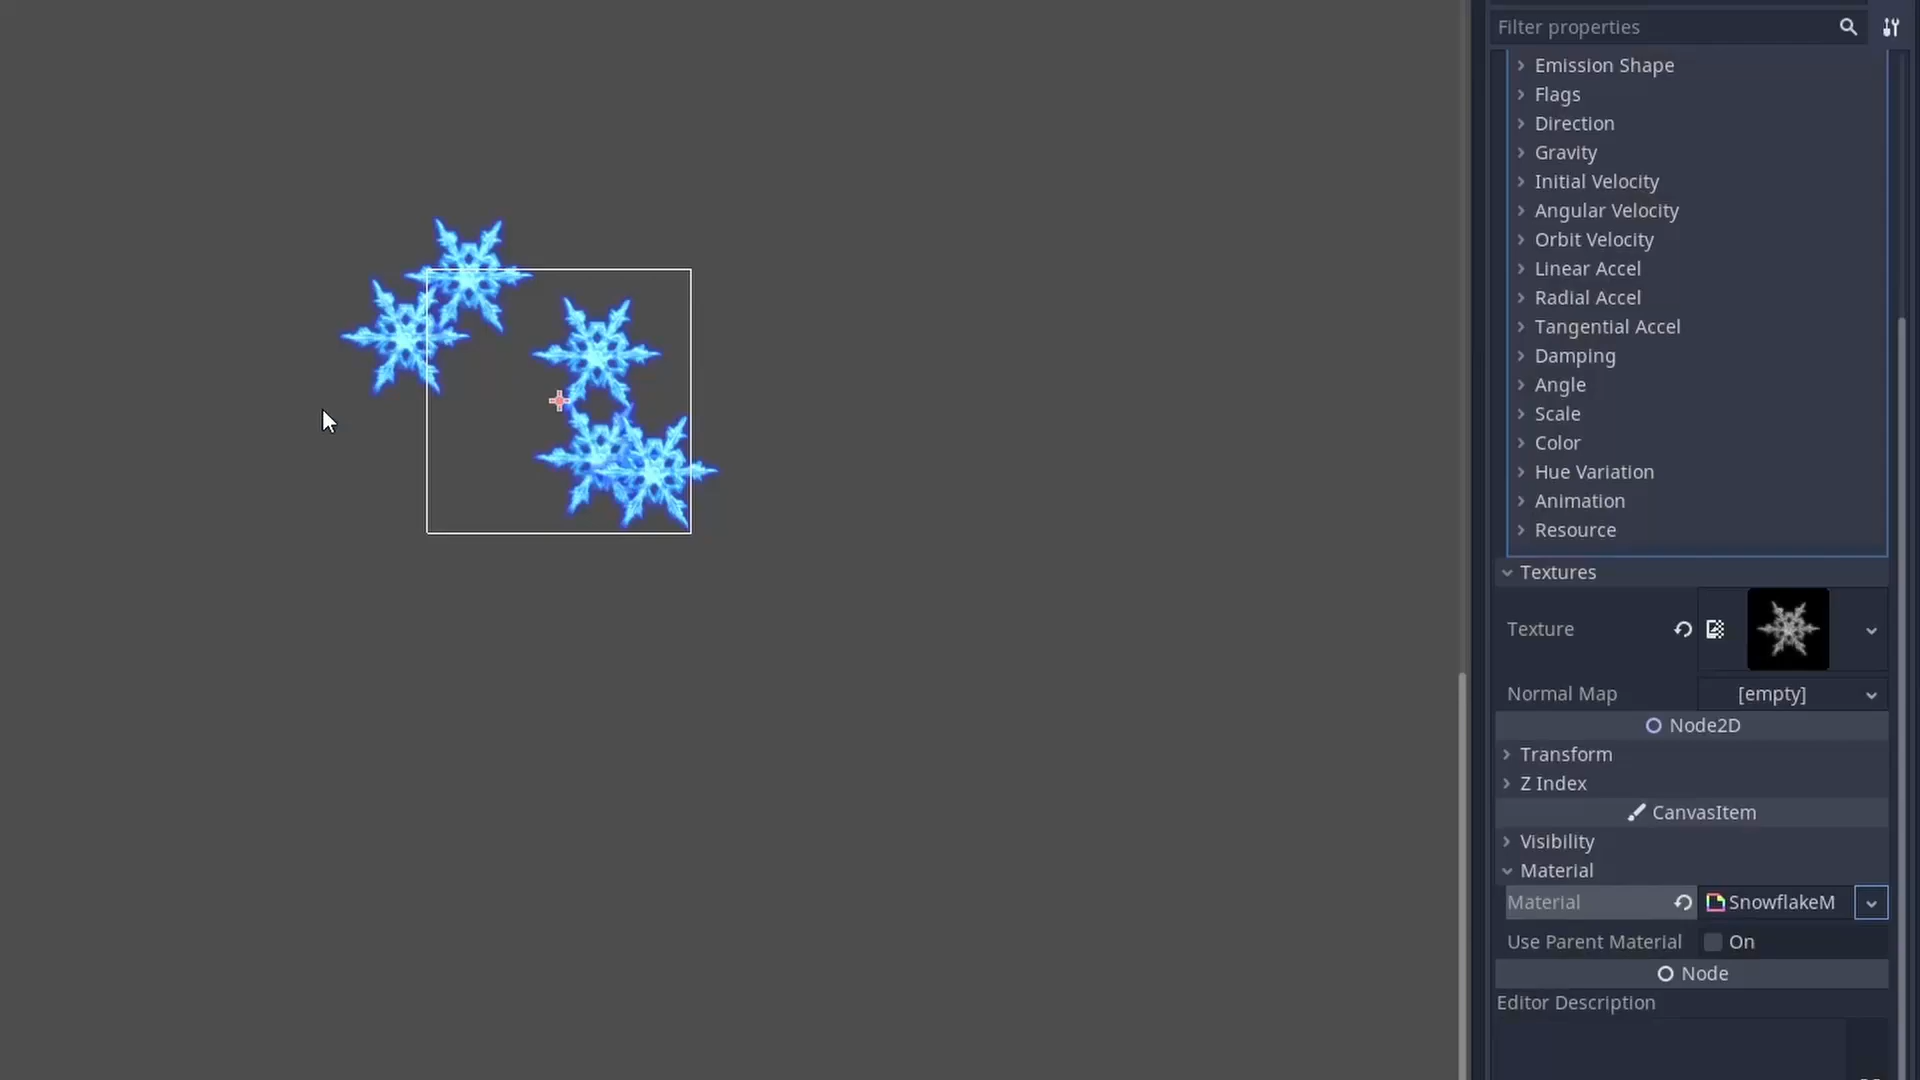 Filter properties
Emission Shape
Flags
Direction
Gravity
Initial Velocity
Angular Velocity
Orbit Velocity
Linear Accel
Radial Accel
Tangential Accel
Damping
Angle
Scale
Color
Hue Variation
Animation
Resource
Textures
Texture
Normal Map [empty]
Node2D
Transform
Z Index
CanvasItem
Visibility
Material
Material SnowflakeM
Use Parent Material On
Node
Editor Description